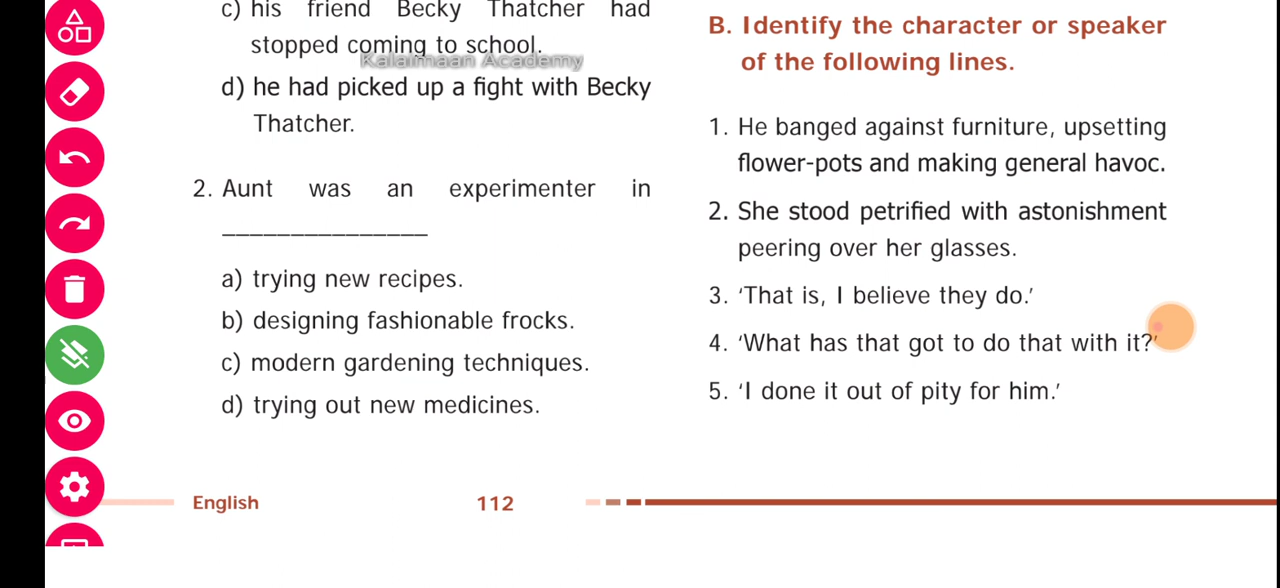 c) his friend Becky Thatcher had
stopped coming to school.
Kalaimaan Academy
d) he had picked up a fight with Becky
Thatcher.
2. Aunt was an experimenter in
_______________
a) trying new recipes.
b) designing fashionable frocks.
c) modern gardening techniques.
d) trying out new medicines.
B. Identify the character or speaker
of the following lines.
1. He banged against furniture, upsetting
flower-pots and making general havoc.
2. She stood petrified with astonishment
peering over her glasses.
3. ‘That is, I believe they do.’
4. ‘What has that got to do that with it?’
5. ‘I done it out of pity for him.’
English 112